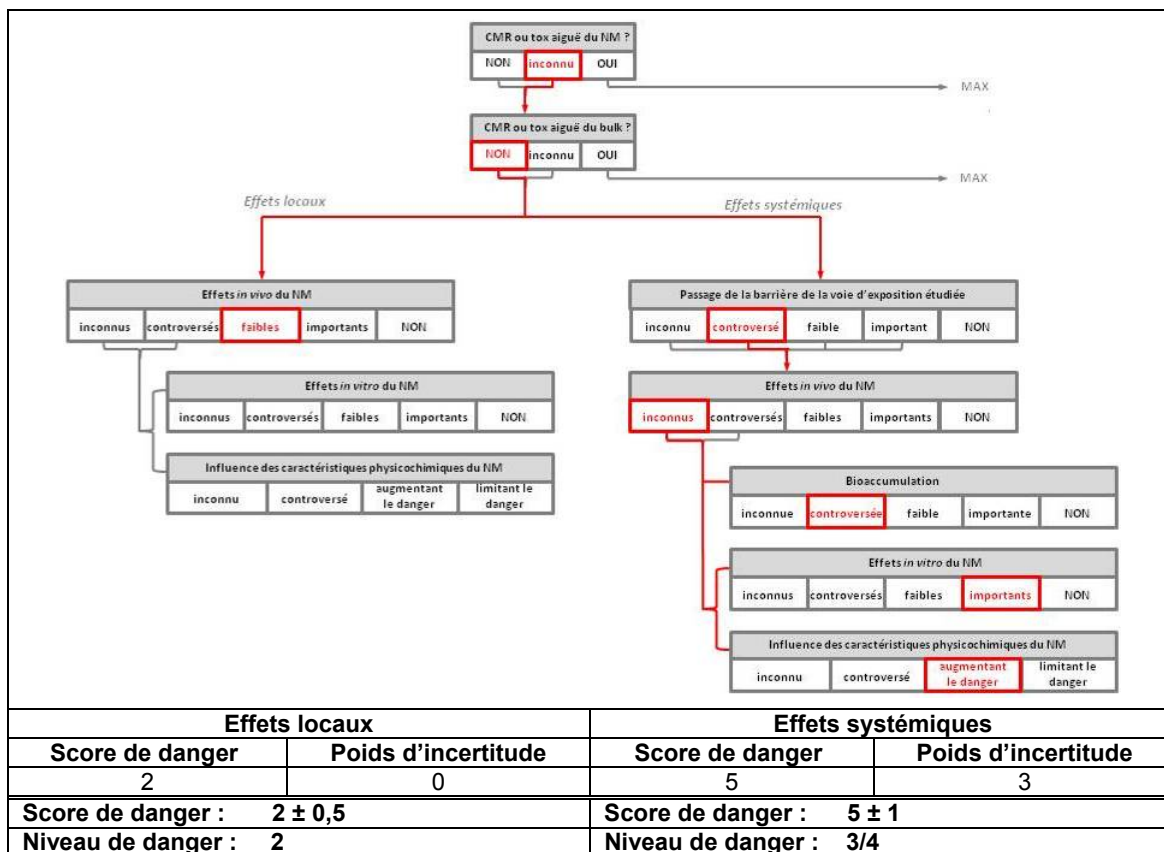 CMR ou tox aiguë du NM ?
NON inconnu OUI
MAX
CMR ou tox aiguë du bulk ?
NON inconnu OUI
MAX
Effets locaux
Effets systémiques
Effets in vivo du NM
inconnus controversés faibles importants NON
Passage de la barrière de la voie d'exposition étudiée
inconnu controversé faible important NON
Effets in vitro du NM
inconnus controversés faibles importants NON
Effets in vivo du NM
inconnus controversés faibles importants NON
Influence des caractéristiques physicochimiques du NM
inconnu controversé augmentant le danger limitant le danger
Bioaccumulation
inconnue controversée faible importante NON
Effets in vitro du NM
inconnus controversés faibles importants NON
Influence des caractéristiques physicochimiques du NM
inconnu controversé augmentant le danger limitant le danger
Effets locaux Effets systémiques
Score de danger Poids d'incertitude Score de danger Poids d'incertitude
2 0 5 3
Score de danger : 2 ± 0,5 Score de danger : 5 ± 1
Niveau de danger : 2 Niveau de danger : 3/4